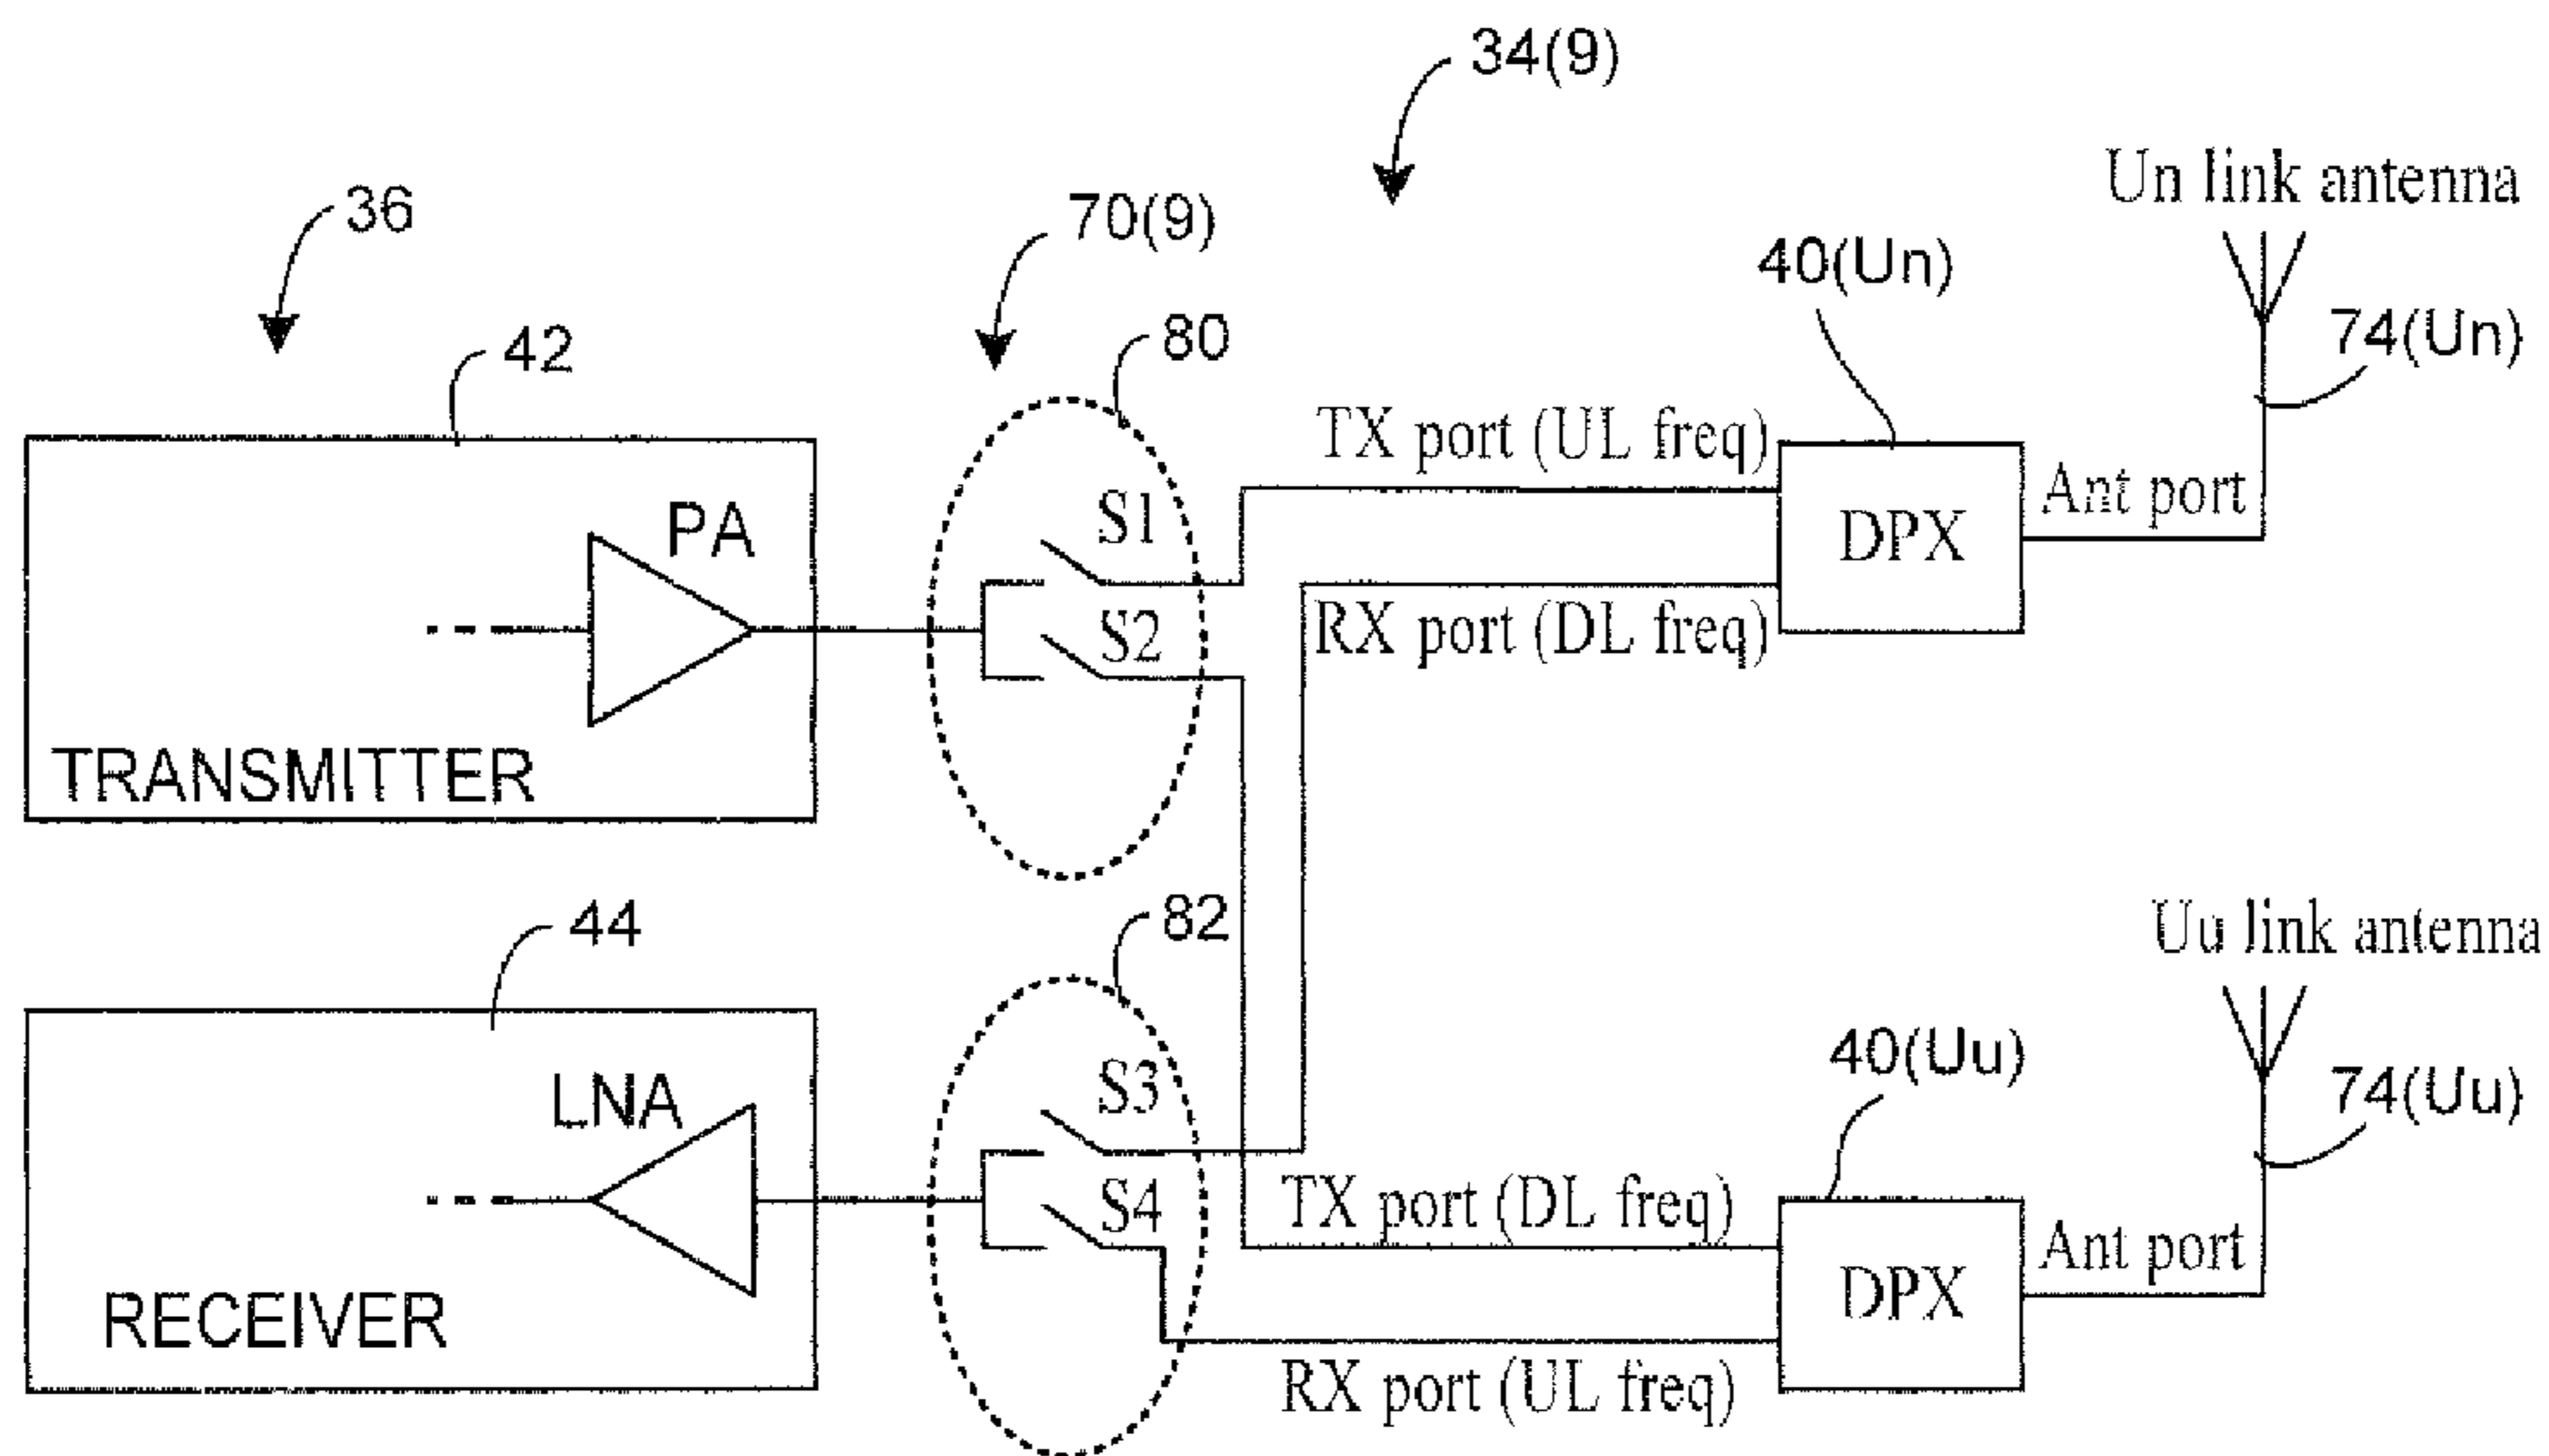 34(9)
36
70(9)
Un link antenna
40(Un)
42
80
74(Un)
TX port (UL freq)
PA
S1
Ant port
DPX
S2
RX port (DL freq)
TRANSMITTER
44
82
Uu link antenna
40(Uu)
LNA
S3
74(Uu)
S4
TX port (DL freq)
Ant port
DPX
RECEIVER
RX port (UL freq)